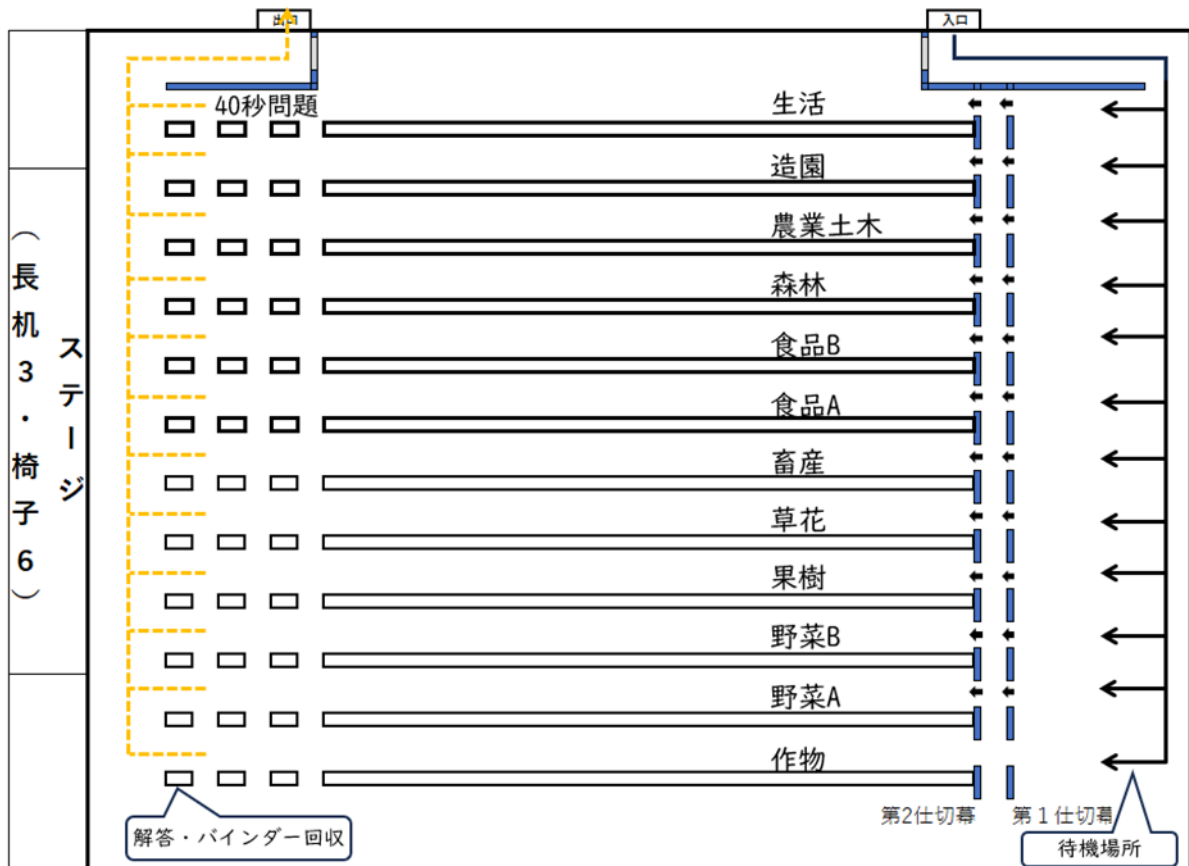 出口
入口
40秒問題
生活
造園
農業土木
森林
食品B
食品A
畜産
草花
果樹
野菜B
野菜A
作物
ステージ
（長机３・椅子６）
第2仕切幕
第１仕切幕
解答・バインダー回収
待機場所